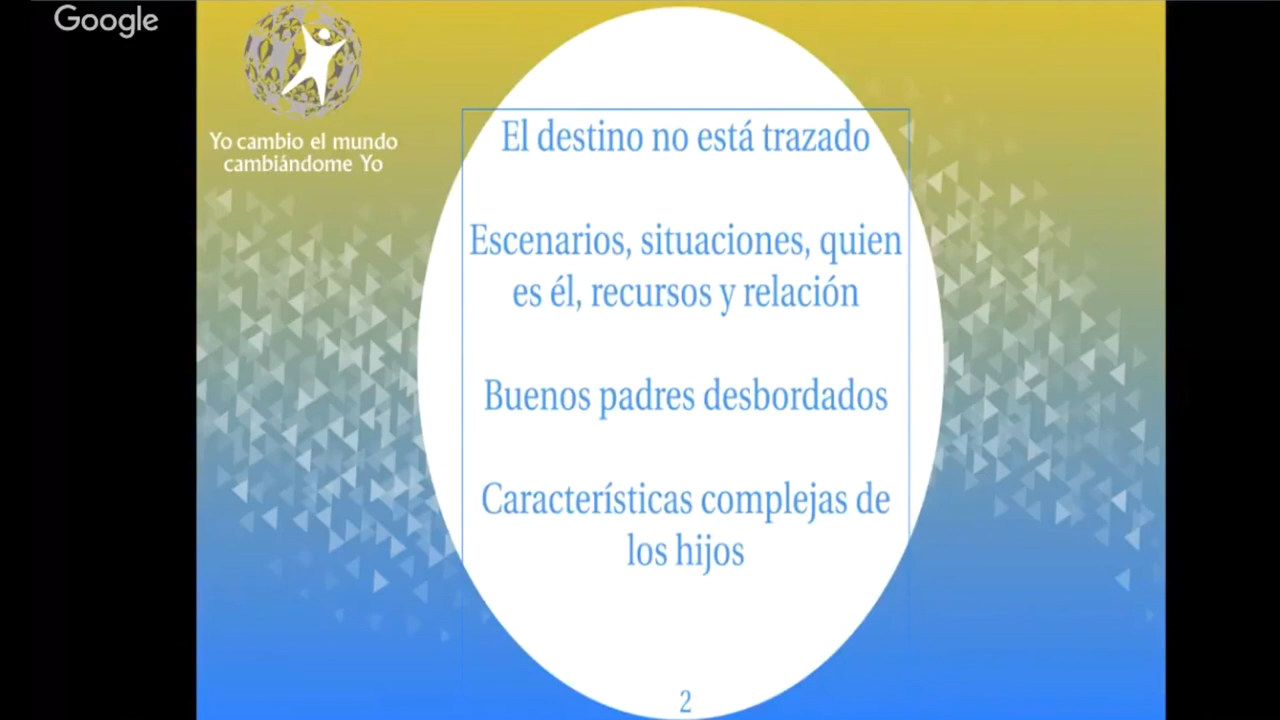 Google
Yo cambio el mundo
cambiándome Yo
El destino no está trazado
Escenarios, situaciones, quien
es él, recursos y relación
Buenos padres desbordados
Características complejas de
los hijos
2